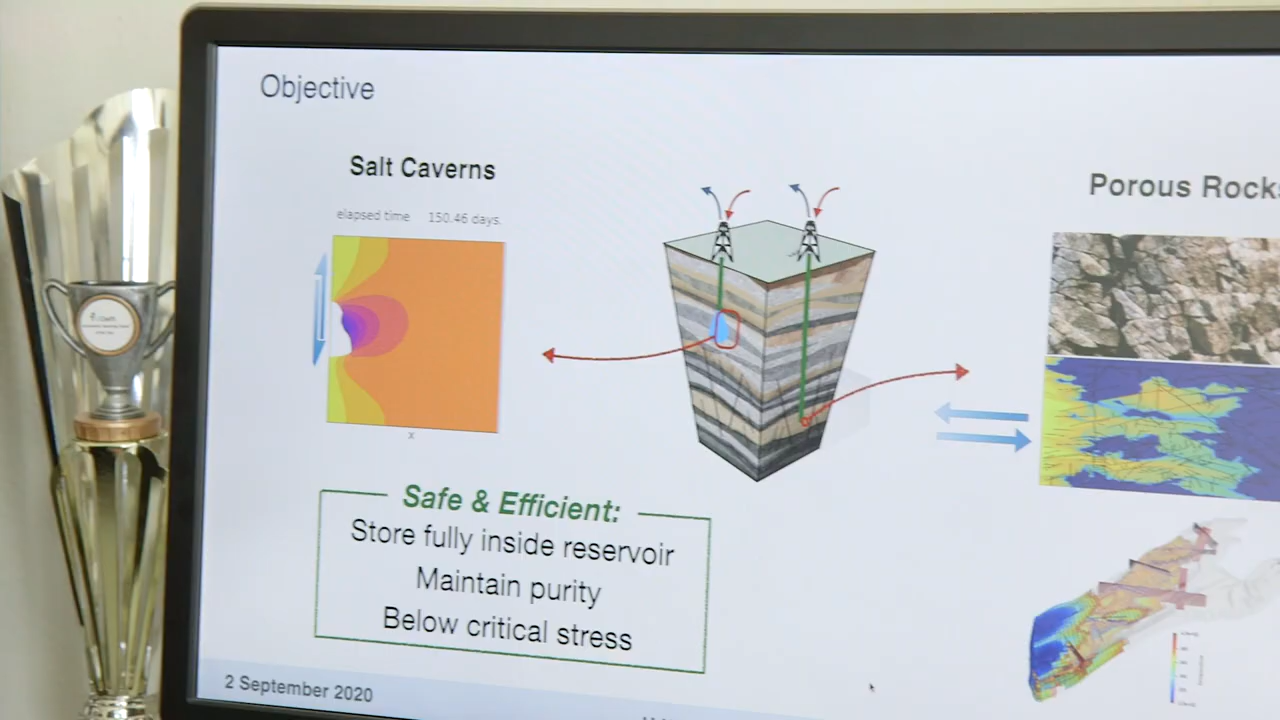 Objective
Salt Caverns
elapsed time 150.46 days.
x
Porous Rocks
Safe & Efficient:
Store fully inside reservoir
Maintain purity
Below critical stress
2 September 2020